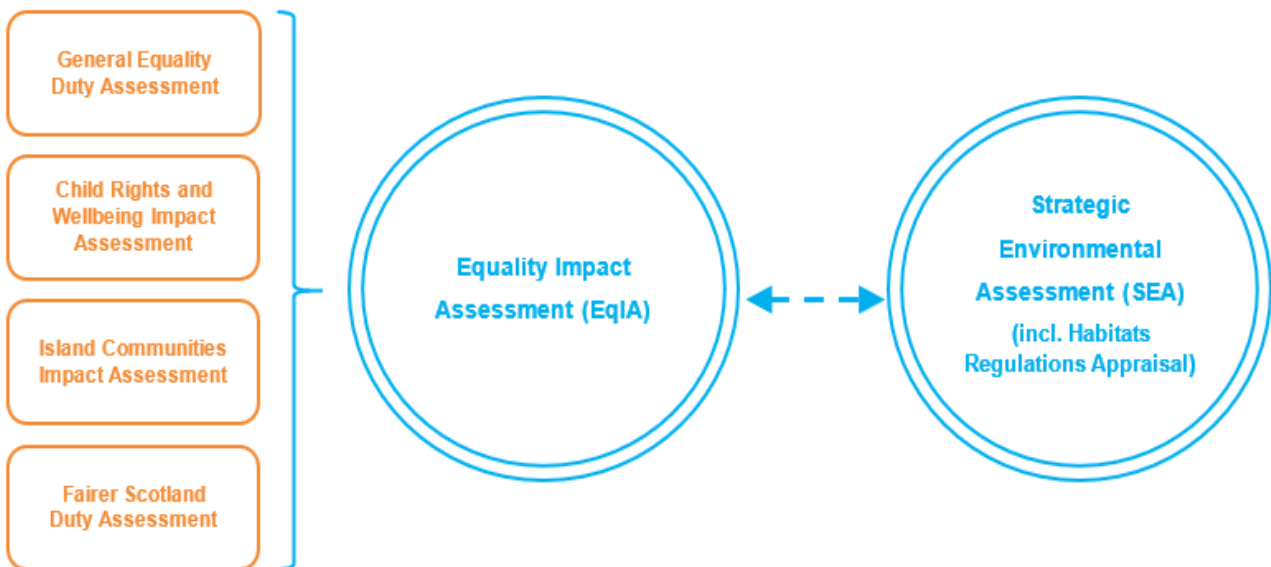 General Equality
Duty Assessment
Child Rights and
Wellbeing Impact
Assessment
Island Communities
Impact Assessment
Fairer Scotland
Duty Assessment
Equality Impact
Assessment (EqIA)
Strategic
Environmental
Assessment (SEA)
(incl. Habitats
Regulations Appraisal)